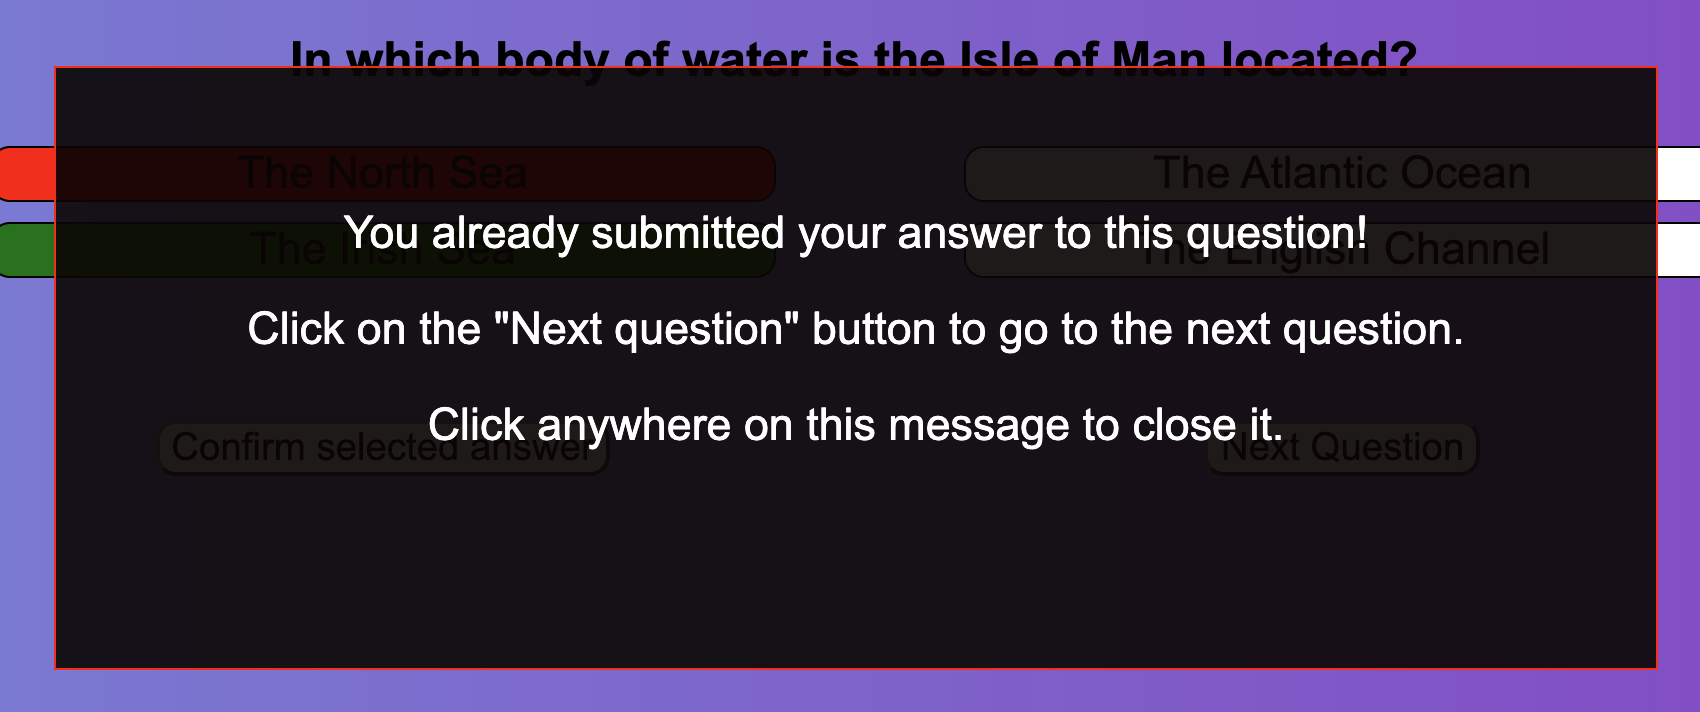 In which body of water is the Isle of Man located?
The North Sea
The Atlantic Ocean
You already submitted your answer to this question!
The Irish Sea
The English Channel
Click on the "Next question" button to go to the next question.
Click anywhere on this message to close it.
Confirm selected answer
Next Question